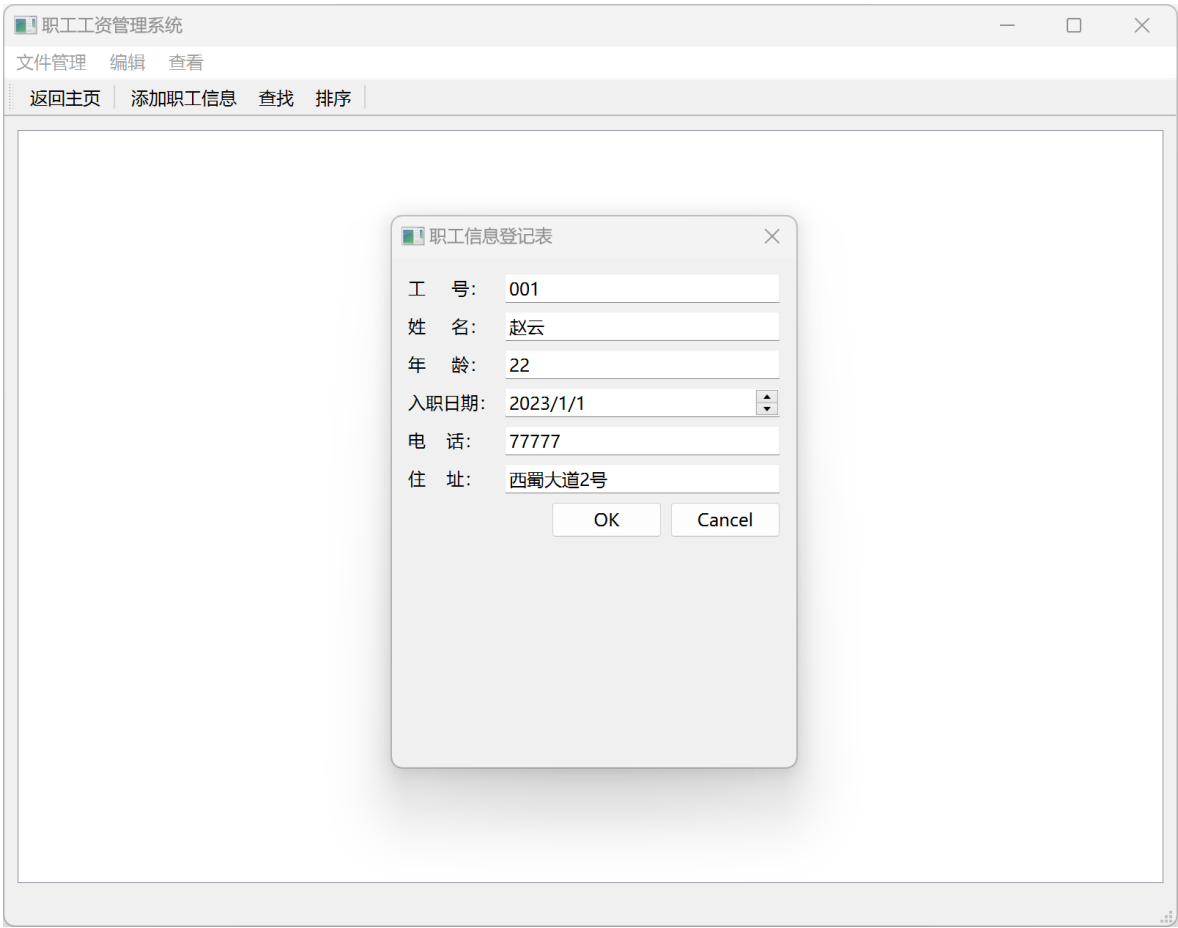 职工工资管理系统
文件管理 编辑 查看
返回主页 添加职工信息 查找 排序
职工信息登记表
工 号: 001
姓 名: 赵云
年 龄: 22
入职日期: 2023/1/1
电 话: 77777
住 址: 西蜀大道2号
OK Cancel